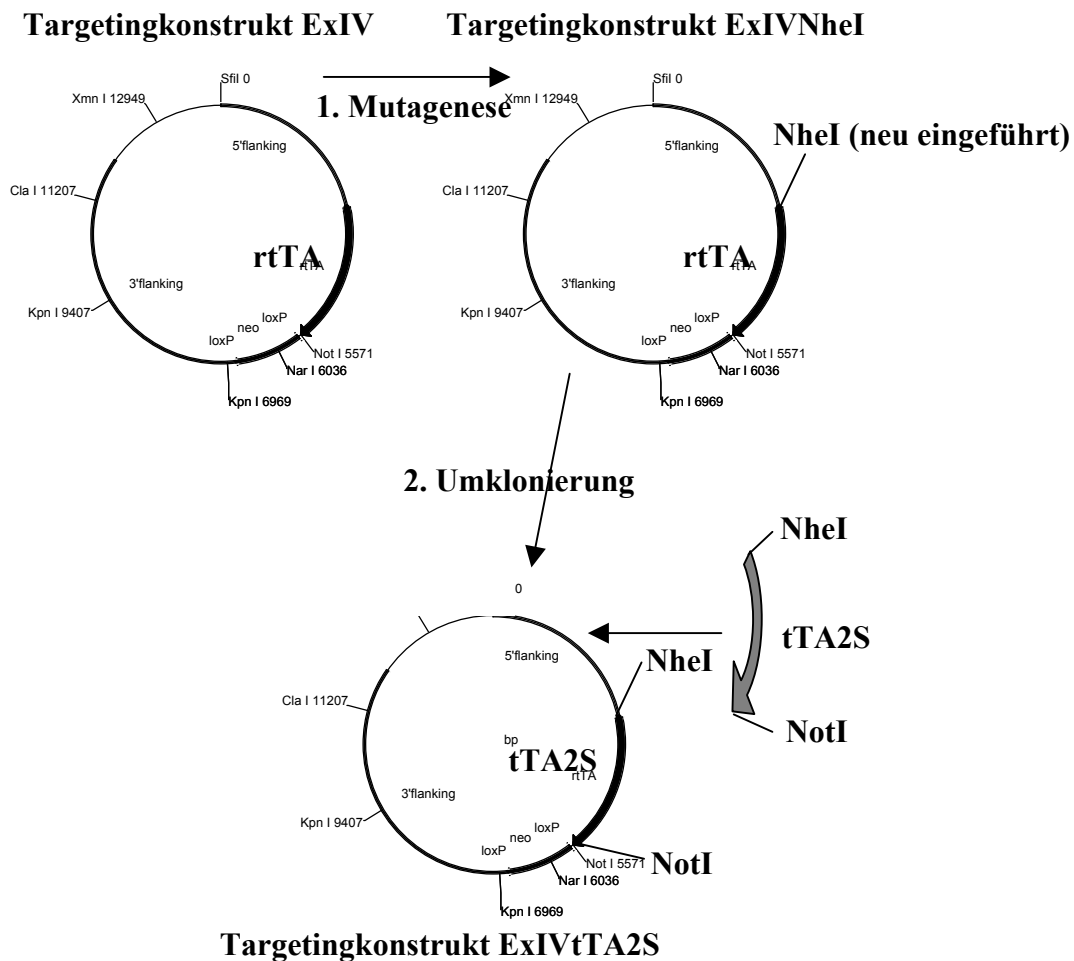 Targetingkonstrukt ExIV
Targetingkonstrukt ExIVNheI
SfiI 0
Xmn I 12949
5'flanking
Cla I 11207
rtTA
rtTA
3'flanking
Kpn I 9407
loxP
neo
loxP
Not I 5571
Nar I 6036
Kpn I 6969
1. Mutagenese
SfiI 0
Xmn I 12949
5'flanking
NheI (neu eingeführt)
Cla I 11207
rtTA
rtTA
3'flanking
Kpn I 9407
loxP
neo
loxP
Not I 5571
Nar I 6036
Kpn I 6969
2. Umklonierung
NheI
tTA2S
NotI
0
5'flanking
NheI
Cla I 11207
bp
tTA2S
rtTA
3'flanking
Kpn I 9407
loxP
neo
loxP
Not I 5571
NotI
Nar I 6036
Kpn I 6969
Targetingkonstrukt ExIVtTA2S